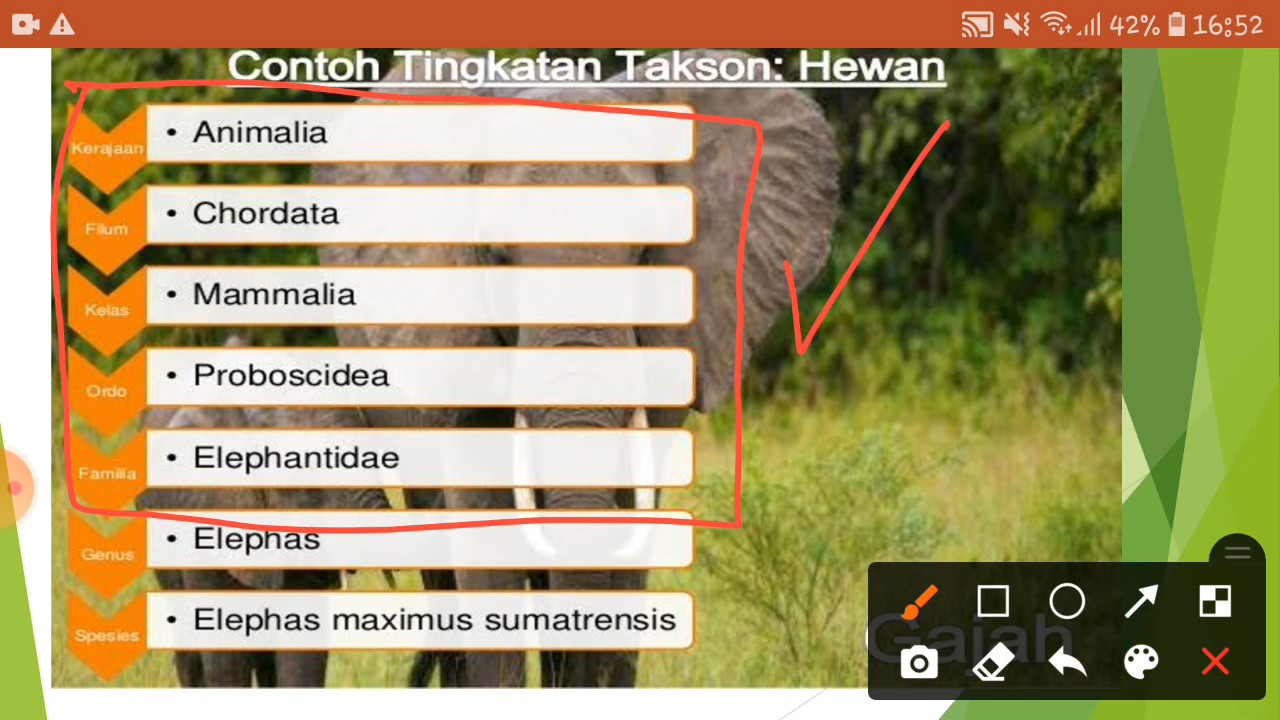 42% 16:52
Contoh Tingkatan Takson: Hewan
Kerajaan • Animalia
Filum • Chordata
Kelas • Mammalia
Ordo • Proboscidea
Familia • Elephantidae
Genus • Elephas
Spesies • Elephas maximus sumatrensis
Gajah